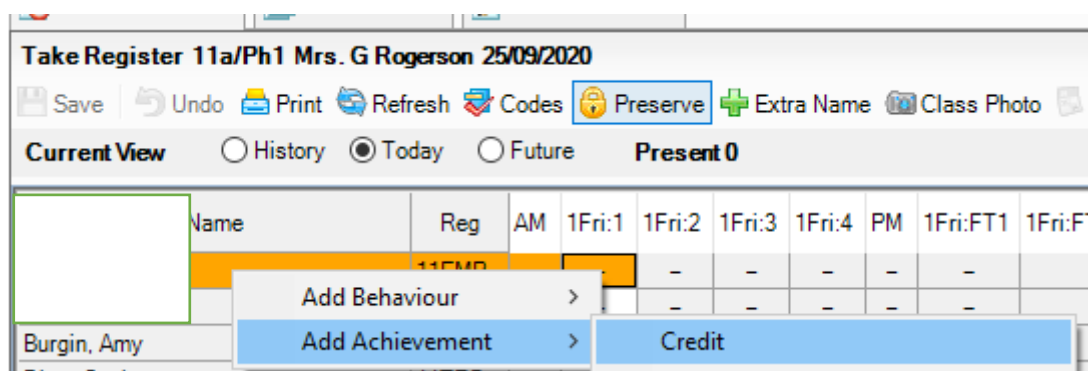 Take Register 11a/Ph1 Mrs. G Rogerson 25/09/2020
Save Undo Print Refresh Codes Preserve Extra Name Class Photo
Current View History Today Future Present 0
Name Reg AM 1Fri:1 1Fri:2 1Fri:3 1Fri:4 PM 1Fri:FT1 1Fri:F
- - - - - -
Add Behaviour >
- - - - - -
Add Achievement > Credit
Burgin, Amy